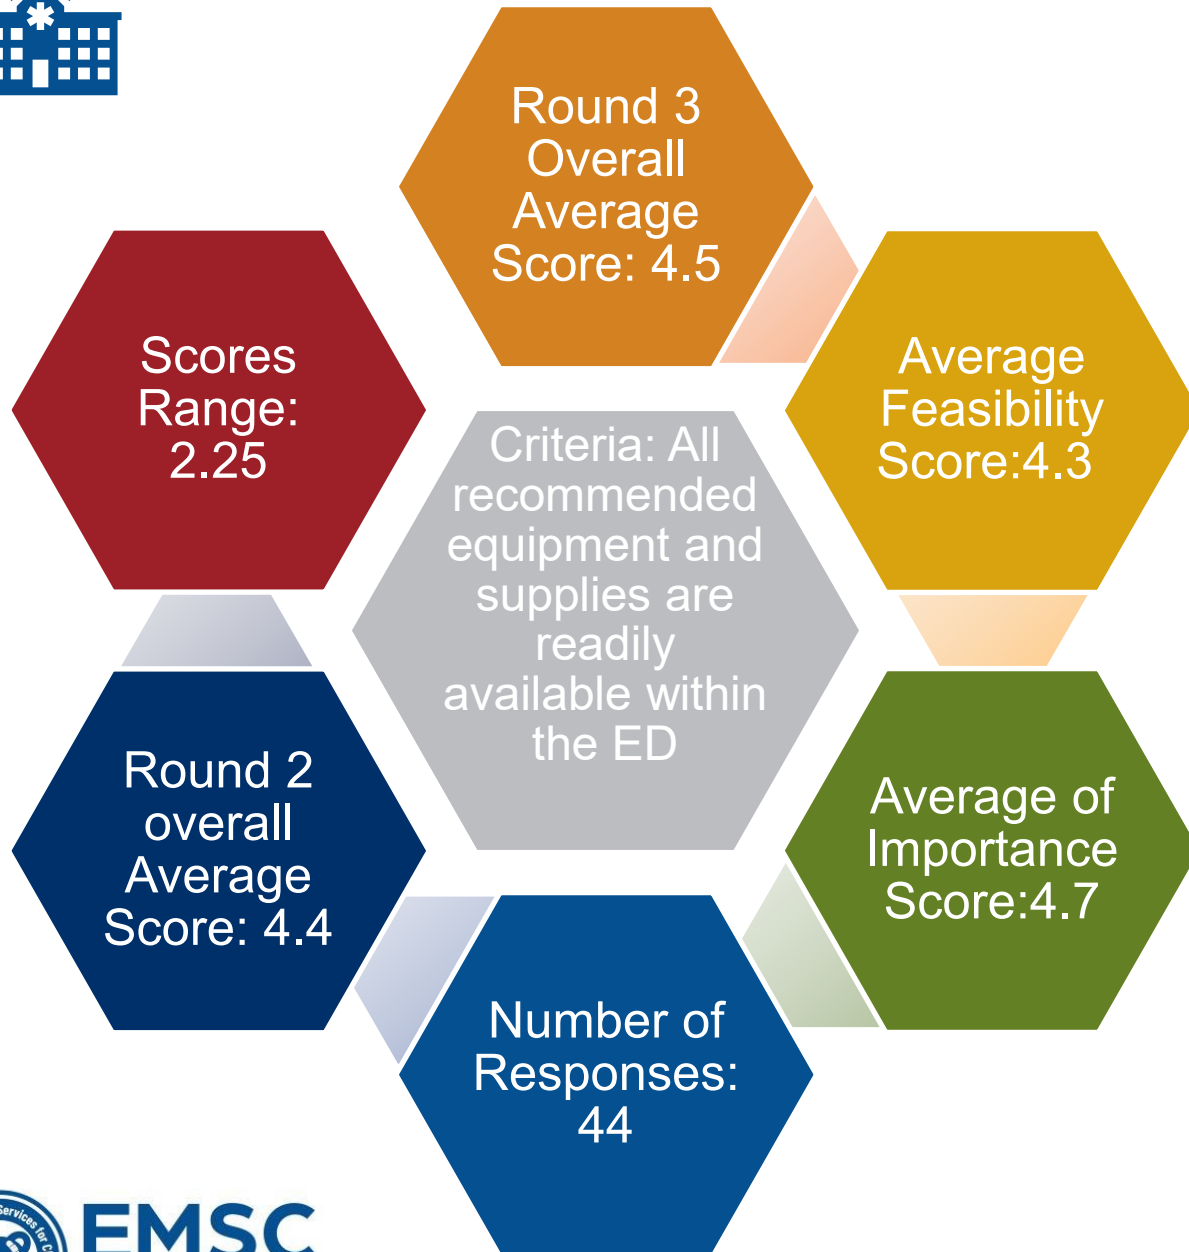 Round 3
Overall
Average
Score: 4.5
Average
Feasibility
Score:4.3
Average of
Importance
Score:4.7
Number of
Responses:
44
Round 2
overall
Average
Score: 4.4
Scores
Range:
2.25
Criteria: All
recommended
equipment and
supplies are
readily
available within
the ED
EMSC